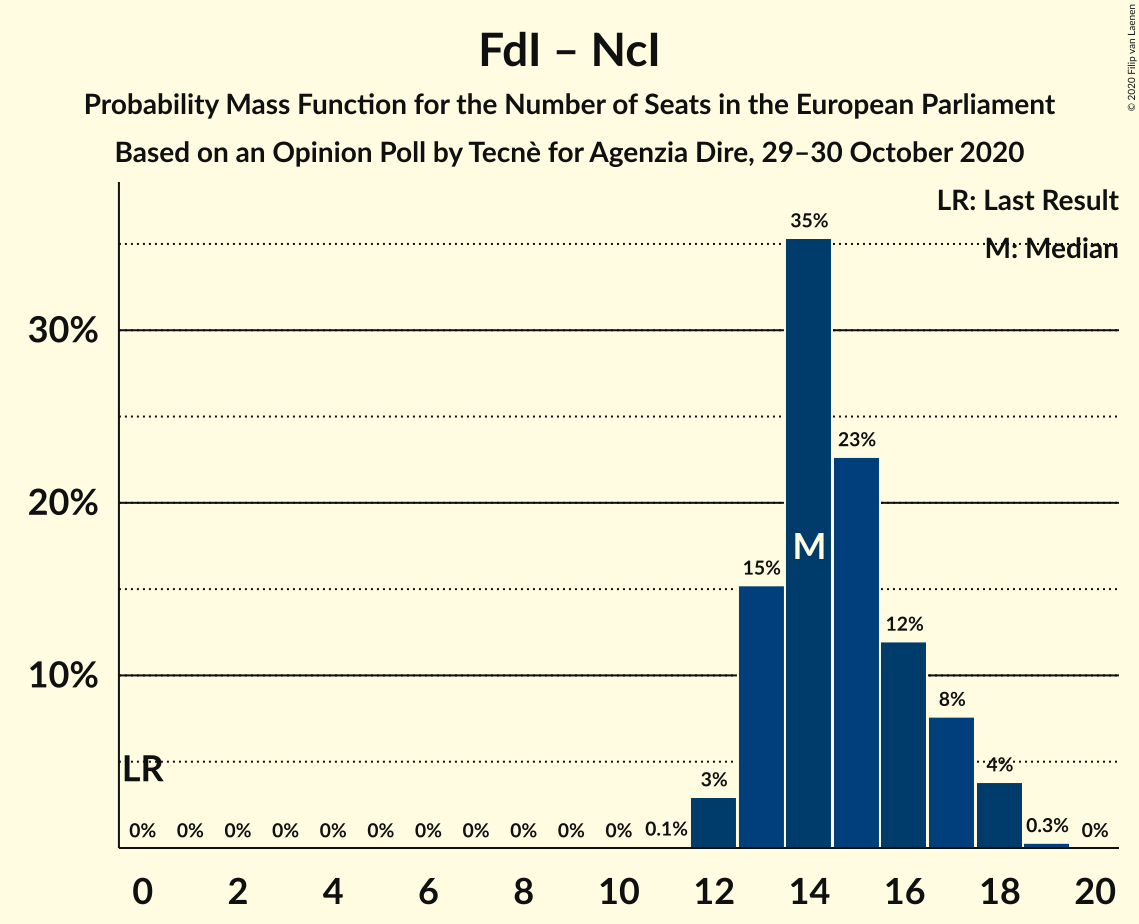 FdI – NcI
Probability Mass Function for the Number of Seats in the European Parliament
Based on an Opinion Poll by Tecnè for Agenzia Dire, 29–30 October 2020
© 2020 Filip van Laenen
LR: Last Result
M: Median
35%
30%
23%
20%
M
15%
12%
10%
8%
LR
4%
3%
0% 0% 0% 0% 0% 0% 0% 0% 0% 0% 0% 0.1% 0.3% 0%
0 2 4 6 8 10 12 14 16 18 20